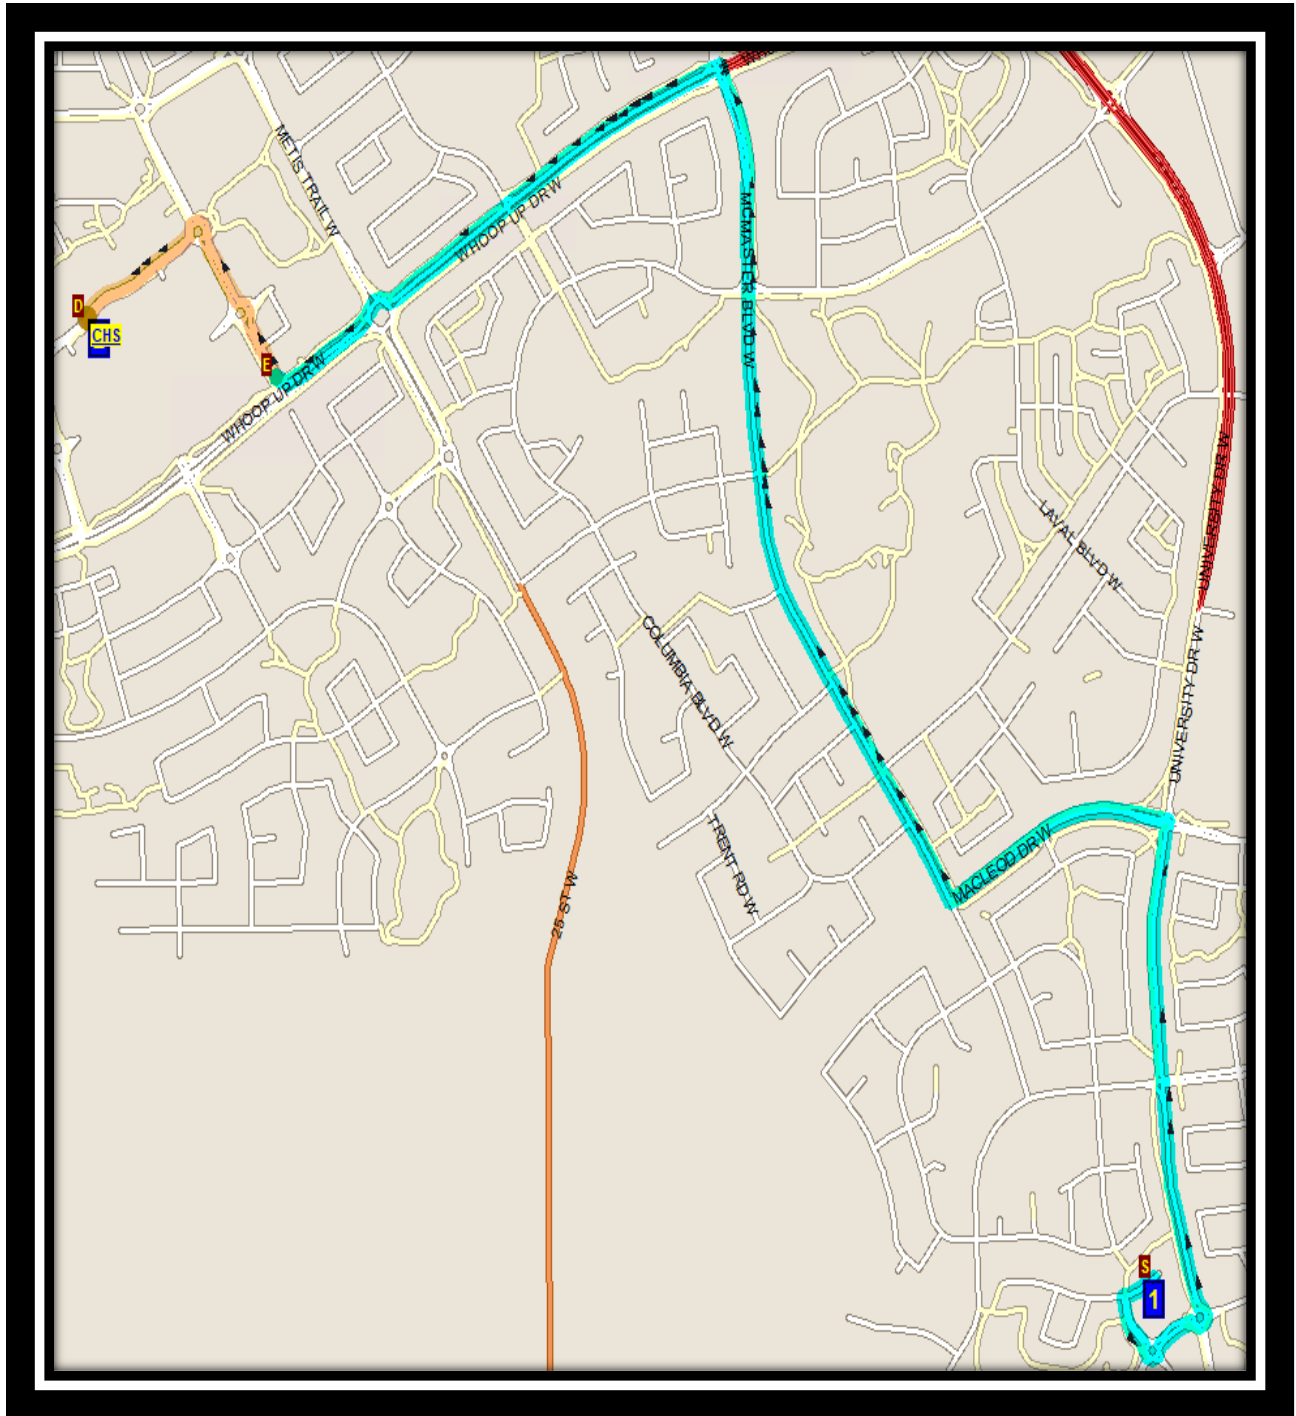 METIS TRAIL W
WHOOP UP DR W
MCMASTER BLVD W
D
CHS
E
WHOOP UP DR W
UNIVERSITY DR W
LAVAL BLVD W
COLUMBIA BLVD W
UNIVERSITY DR W
TRENT RD W
MACLEOD DR W
25 ST W
S
1